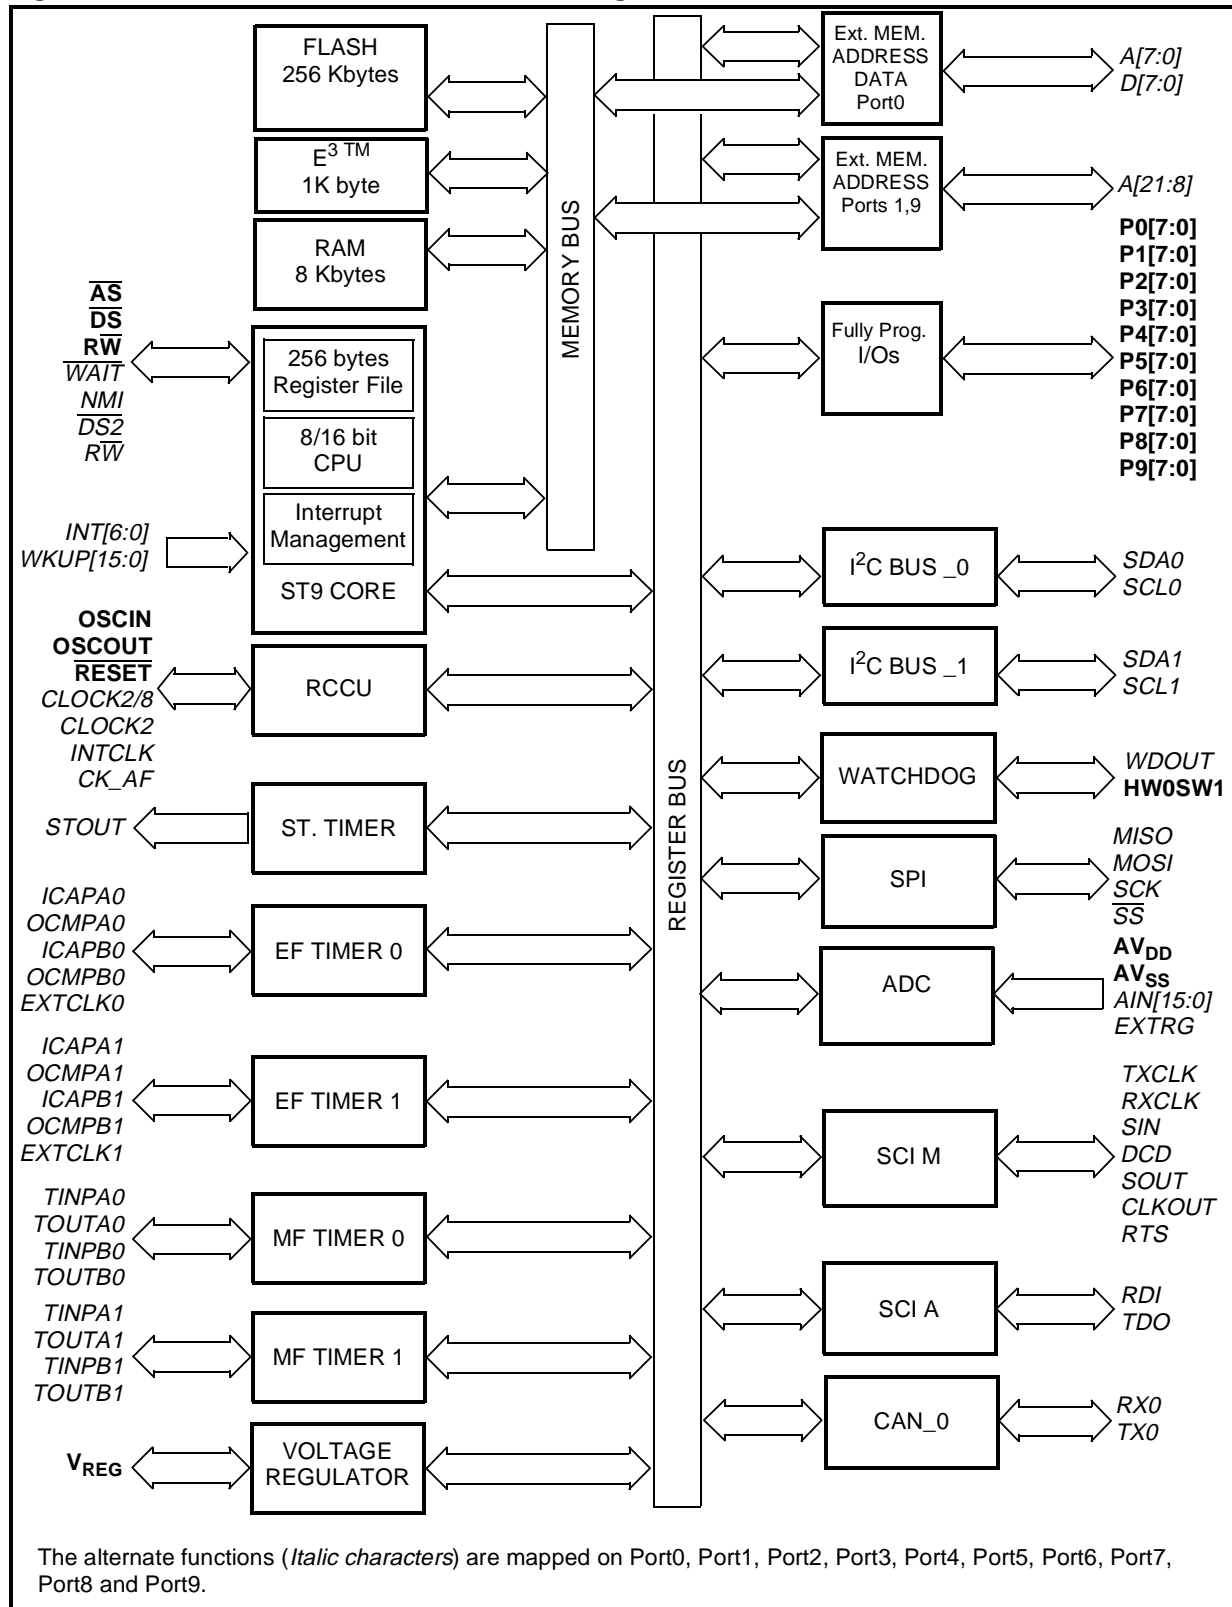 FLASH
256 Kbytes
E3 TM
1K byte
RAM
8 Kbytes
A̅S̅
D̅S̅
RW̅
W̅A̅I̅T̅
NMI
D̅S̅2̅
RW̅
256 bytes
Register File
8/16 bit
CPU
Interrupt
Management
ST9 CORE
INT[6:0]
WKUP[15:0]
OSCIN
OSCOUT
R̅E̅S̅E̅T̅
CLOCK2/8
CLOCK2
INTCLK
CK_AF
RCCU
STOUT
ST. TIMER
ICAPA0
OCMPA0
ICAPB0
OCMPB0
EXTCLK0
EF TIMER 0
ICAPA1
OCMPA1
ICAPB1
OCMPB1
EXTCLK1
EF TIMER 1
TINPA0
TOUTA0
TINPB0
TOUTB0
MF TIMER 0
TINPA1
TOUTA1
TINPB1
TOUTB1
MF TIMER 1
VREG
VOLTAGE
REGULATOR
MEMORY BUS
REGISTER BUS
Ext. MEM.
ADDRESS
DATA
Port0
A[7:0]
D[7:0]
Ext. MEM.
ADDRESS
Ports 1,9
A[21:8]
Fully Prog.
I/Os
P0[7:0]
P1[7:0]
P2[7:0]
P3[7:0]
P4[7:0]
P5[7:0]
P6[7:0]
P7[7:0]
P8[7:0]
P9[7:0]
I2C BUS _0
SDA0
SCL0
I2C BUS _1
SDA1
SCL1
WATCHDOG
WDOUT
HW0SW1
SPI
MISO
MOSI
SCK
S̅S̅
ADC
AVDD
AVSS
AIN[15:0]
EXTRG
SCI M
TXCLK
RXCLK
SIN
DCD
SOUT
CLKOUT
RTS
SCI A
RDI
TDO
CAN_0
RX0
TX0
The alternate functions (Italic characters) are mapped on Port0, Port1, Port2, Port3, Port4, Port5, Port6, Port7,
Port8 and Port9.